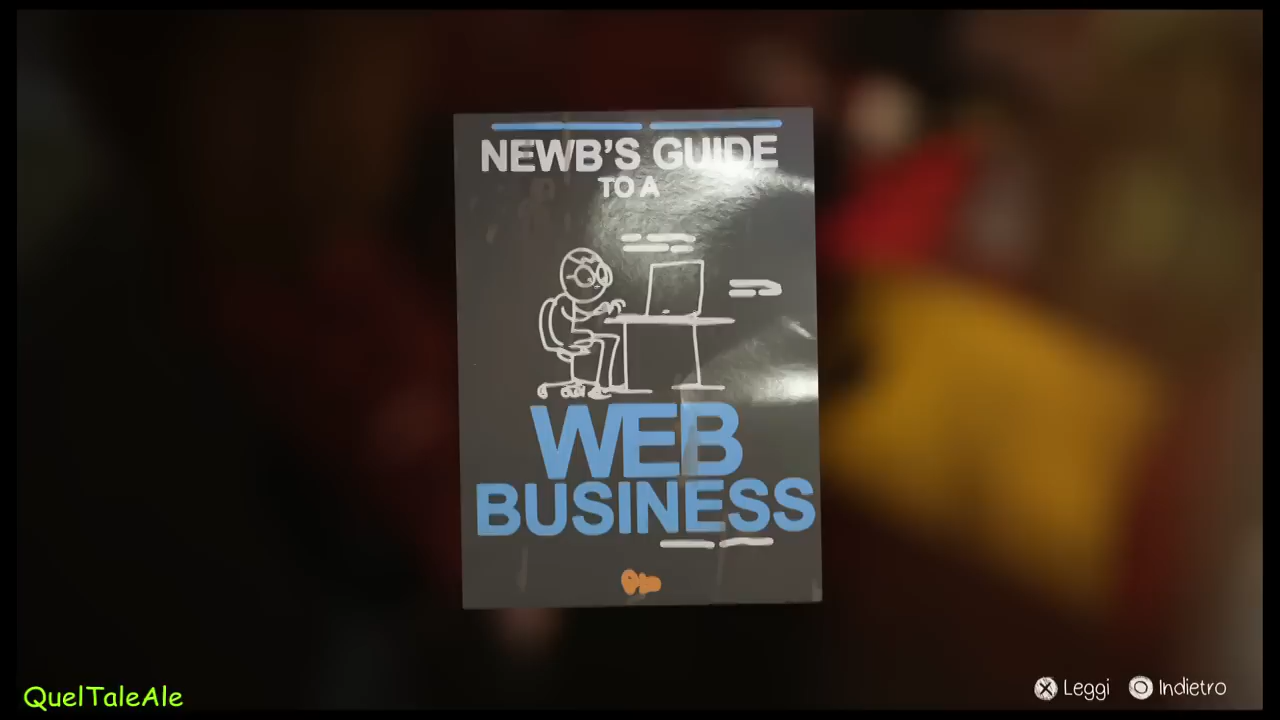 NEWB'S GUIDE
TO A
WEB
BUSINESS
QuelTaleAle
Leggi
Indietro